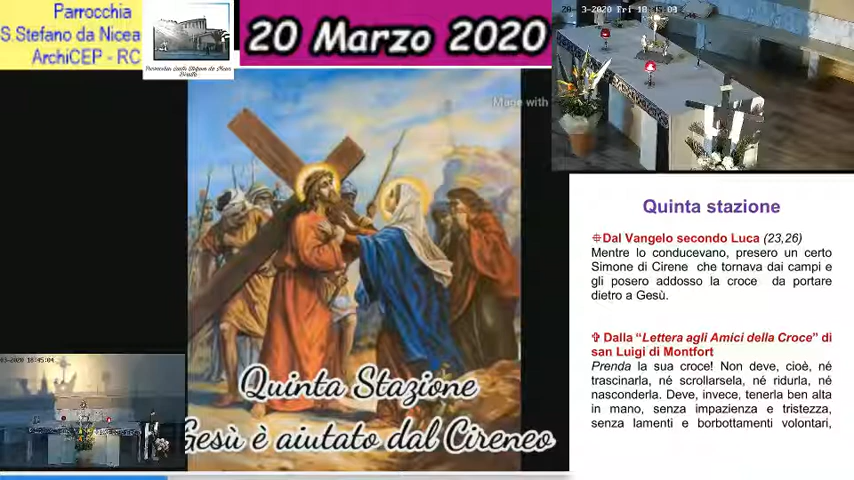 Parrocchia
S.Stefano da Nicea
ArchiCEP - RC
20 Marzo 2020
Made with
Quinta Stazione
Gesù è aiutato dal Cireneo
Quinta stazione
Dal Vangelo secondo Luca (23,26)
Mentre lo conducevano, presero un certo
Simone di Cirene che tornava dai campi e
gli posero addosso la croce da portare
dietro a Gesù.
✞ Dalla “Lettera agli Amici della Croce” di
san Luigi di Montfort
Prenda la sua croce! Non deve, cioè, né
trascinarla, né scrollarsela, né ridurla, né
nasconderla. Deve, invece, tenerla ben alta
in mano, senza impazienza e tristezza,
senza lamenti e borbottamenti volontari,